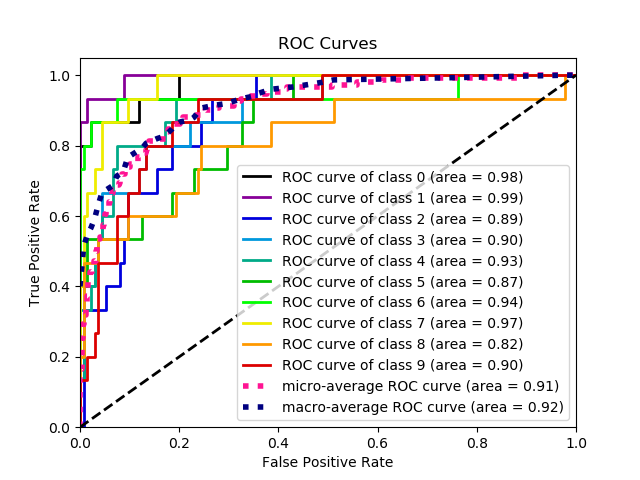 ROC Curves
True Positive Rate
1.0
0.8
0.6
0.4
0.2
0.0
ROC curve of class 0 (area = 0.98)
ROC curve of class 1 (area = 0.99)
ROC curve of class 2 (area = 0.89)
ROC curve of class 3 (area = 0.90)
ROC curve of class 4 (area = 0.93)
ROC curve of class 5 (area = 0.87)
ROC curve of class 6 (area = 0.94)
ROC curve of class 7 (area = 0.97)
ROC curve of class 8 (area = 0.82)
ROC curve of class 9 (area = 0.90)
micro-average ROC curve (area = 0.91)
macro-average ROC curve (area = 0.92)
0.0 0.2 0.4 0.6 0.8 1.0
False Positive Rate